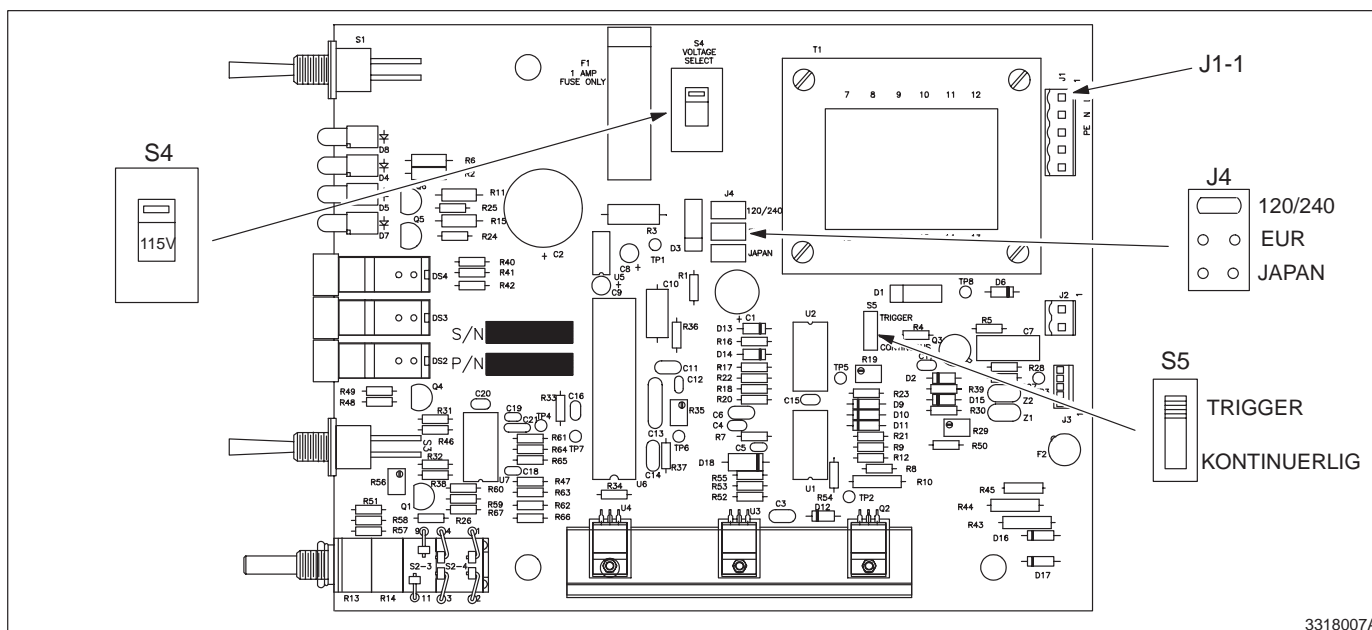 S1
F1
1 AMP
FUSE ONLY
S4
VOLTAGE
SELECT
T1
7 8 9 10 11 12
J1
1
PE N L
J1-1
S4
115V
D8
D4
D5
D7
R6
R2
Q6
R11
R25
R15
Q5
R24
+ C2
R3
TP1
C8
+
U5
C9
D3
J4
120/240
JAPAN
J4
120/240
EUR
JAPAN
DS4
DS3
DS2
R40
R41
R42
S/N
P/N
C10
R1
R36
+ C1
D13
R16
D14
R17
R22
R18
R20
C11
C12
C6
C4
R7
C5
D18
R55
R53
R52
U2
D1
S5
TRIGGER
TP8
D6
J2
1
R4
R5
C7
Q3
R19
TP5
D2
R39
D15
R30
R28
Z2
Z1
R29
R50
J3
1
F2
S5
TRIGGER
KONTINUERLIG
R23
D9
D10
D11
R21
R9
R12
R8
R10
C15
U1
R54
TP2
R49
R48
Q4
R31
R46
S3
R32
R38
R56
Q1
C20
C19
C21
TP4
R33
C16
TP7
R61
R64
R65
C18
U7
R47
R63
R62
R66
R60
R59
R67
R26
R51
R58
R57
C13
C14
R35
TP6
R37
U6
R34
U4
U3
C3
D12
Q2
R45
R44
R43
D16
D17
9 4 1
S2-3 S2-4
R13 R14 11 3 2
3318007A